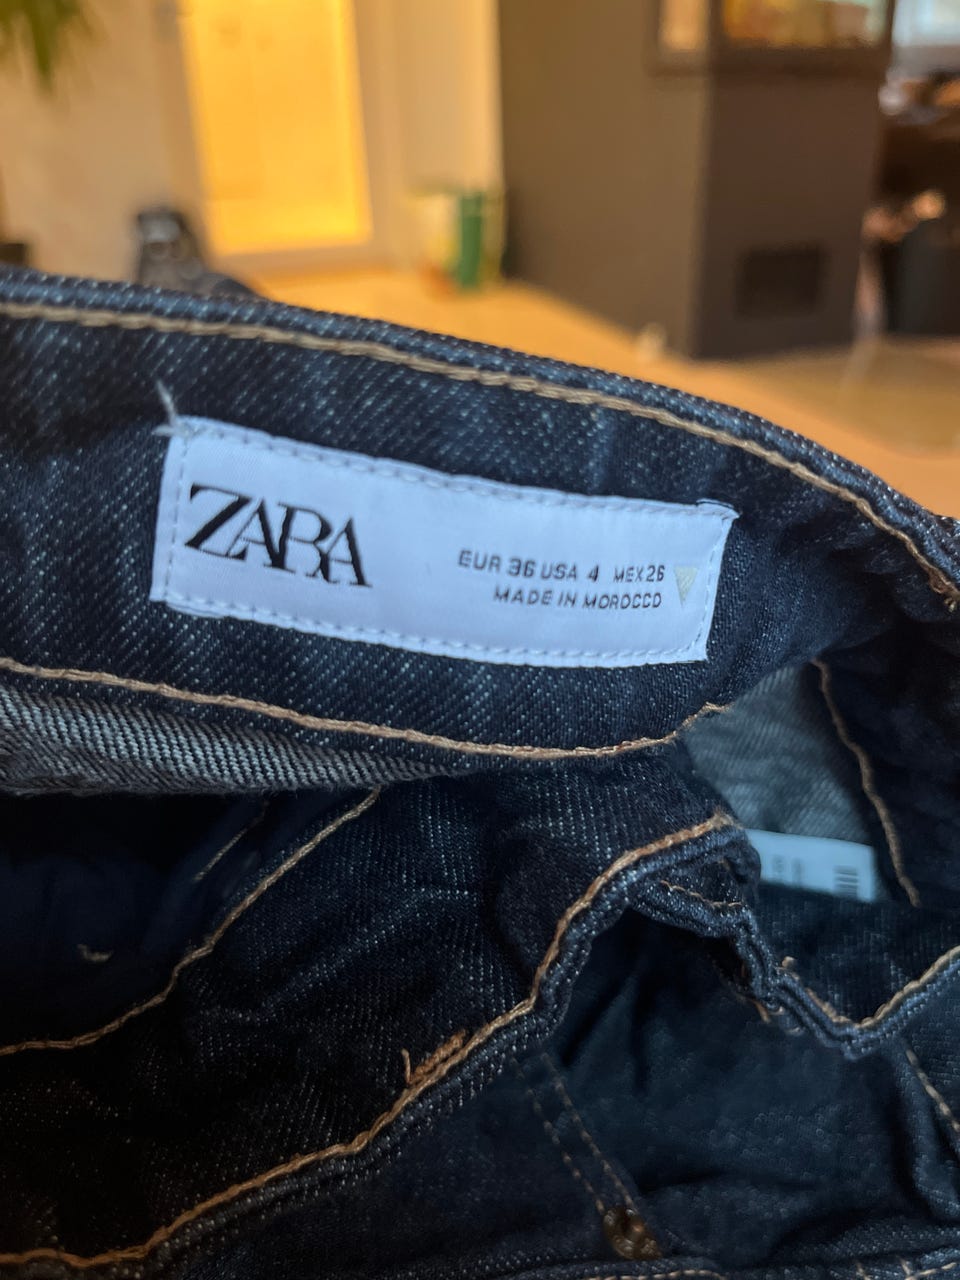 ZARA
EUR 36 USA 4 MEX 26
MADE IN MOROCCO